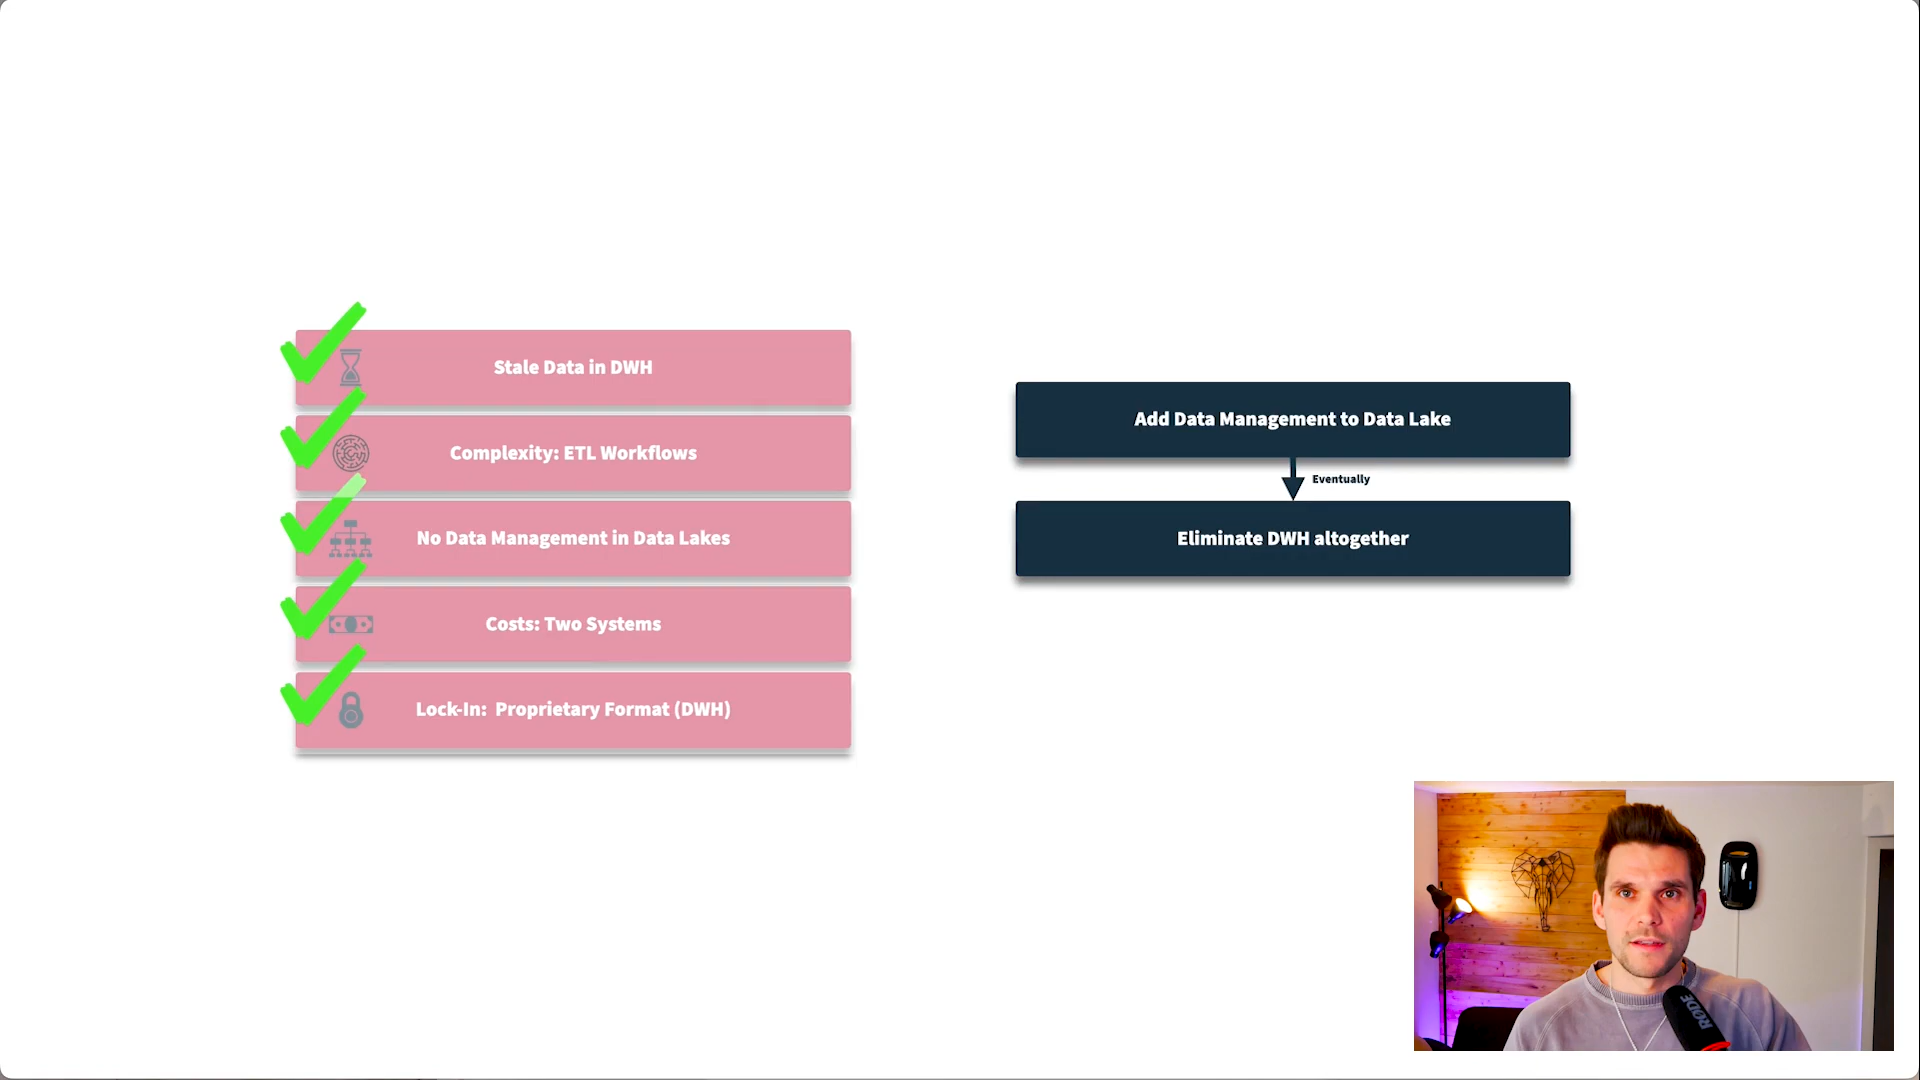 Stale Data in DWH
Complexity: ETL Workflows
No Data Management in Data Lakes
Costs: Two Systems
Lock-In: Proprietary Format (DWH)
Add Data Management to Data Lake
Eventually
Eliminate DWH altogether
RODE